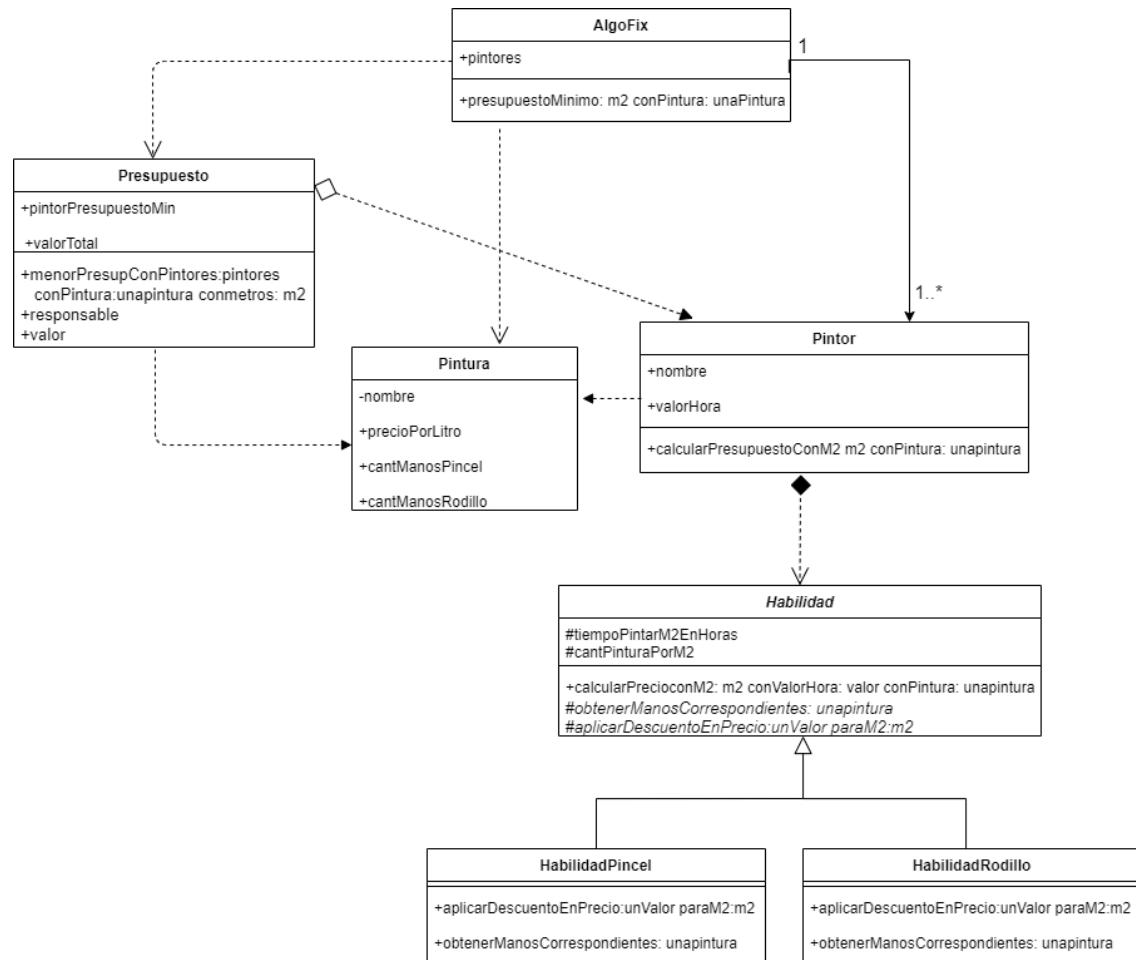 AlgoFix
+pintores
+presupuestoMinimo: m2 conPintura: unaPintura
1
1..*
Presupuesto
+pintorPresupuestoMin
+valorTotal
+menorPresupConPintores:pintores
conPintura:unapintura conmetros: m2
+responsable
+valor
Pintura
-nombre
+precioPorLitro
+cantManosPincel
+cantManosRodillo
Pintor
+nombre
+valorHora
+calcularPresupuestoConM2 m2 conPintura: unapintura
Habilidad
#tiempoPintarM2EnHoras
#cantPinturaPorM2
+calcularPrecioconM2: m2 conValorHora: valor conPintura: unapintura
#obtenerManosCorrespondientes: unapintura
#aplicarDescuentoEnPrecio:unValor paraM2:m2
HabilidadPincel
+aplicarDescuentoEnPrecio:unValor paraM2:m2
+obtenerManosCorrespondientes: unapintura
HabilidadRodillo
+aplicarDescuentoEnPrecio:unValor paraM2:m2
+obtenerManosCorrespondientes: unapintura